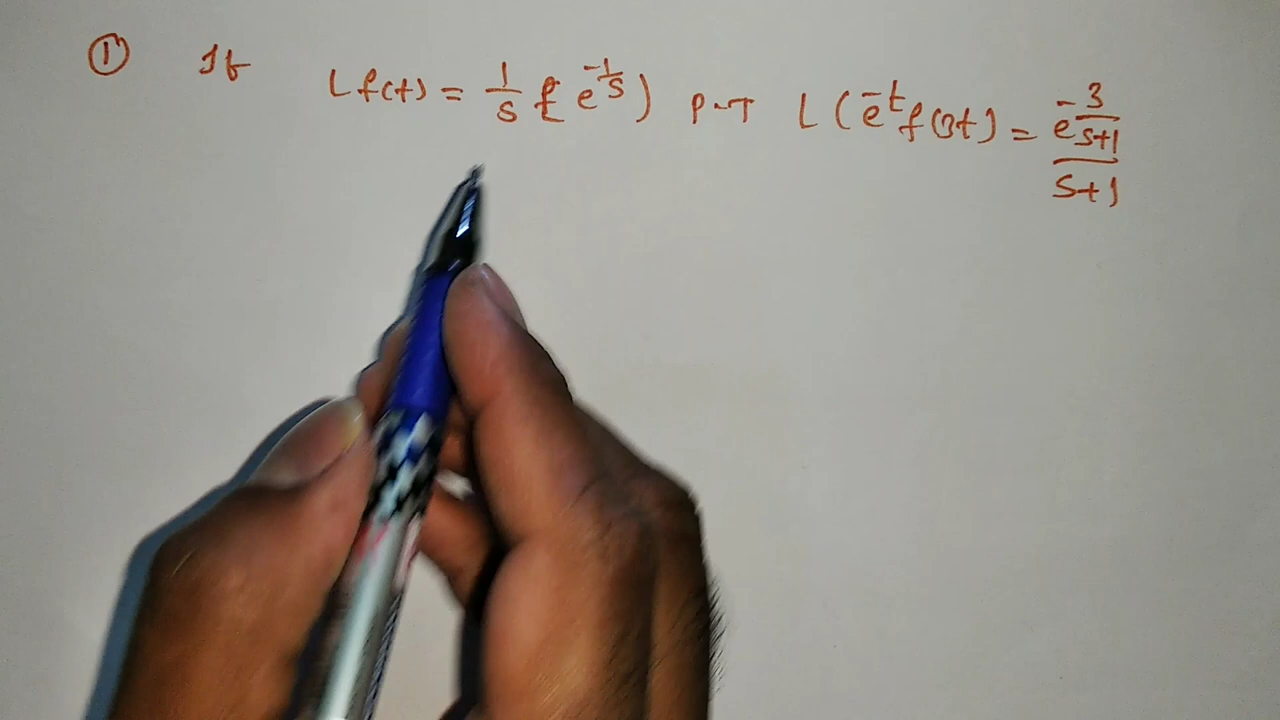 ① If L f(t) = 1/s { e^{-1/s} ) P.T L ( e^{-t} f(3t) = e^{-3/(s+1)} / s+1